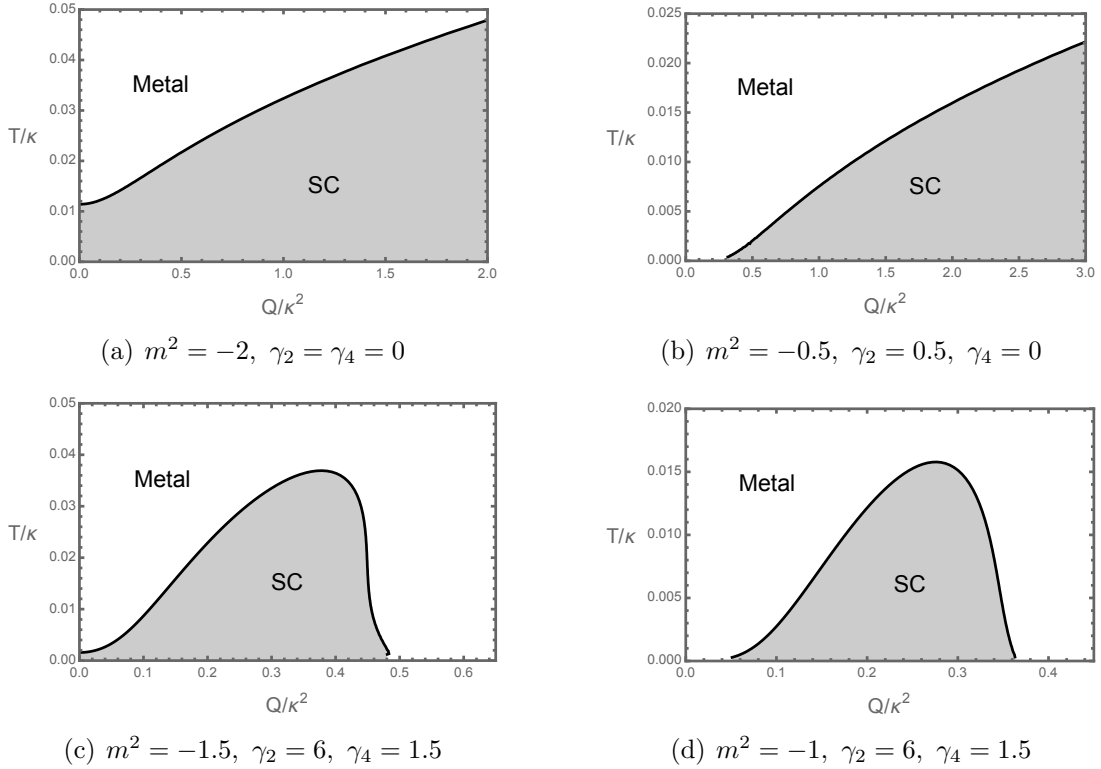 0.05
0.04
0.03
0.02
0.01
0.00
T/κ
Metal
SC
0.0 0.5 1.0 1.5 2.0
Q/κ²
(a) m² = −2, γ₂ = γ₄ = 0
0.025
0.020
0.015
0.010
0.005
0.000
T/κ
Metal
SC
0.0 0.5 1.0 1.5 2.0 2.5 3.0
Q/κ²
(b) m² = −0.5, γ₂ = 0.5, γ₄ = 0
0.05
0.04
0.03
0.02
0.01
0.00
T/κ
Metal
SC
0.0 0.1 0.2 0.3 0.4 0.5 0.6
Q/κ²
(c) m² = −1.5, γ₂ = 6, γ₄ = 1.5
0.020
0.015
0.010
0.005
0.000
T/κ
Metal
SC
0.0 0.1 0.2 0.3 0.4
Q/κ²
(d) m² = −1, γ₂ = 6, γ₄ = 1.5